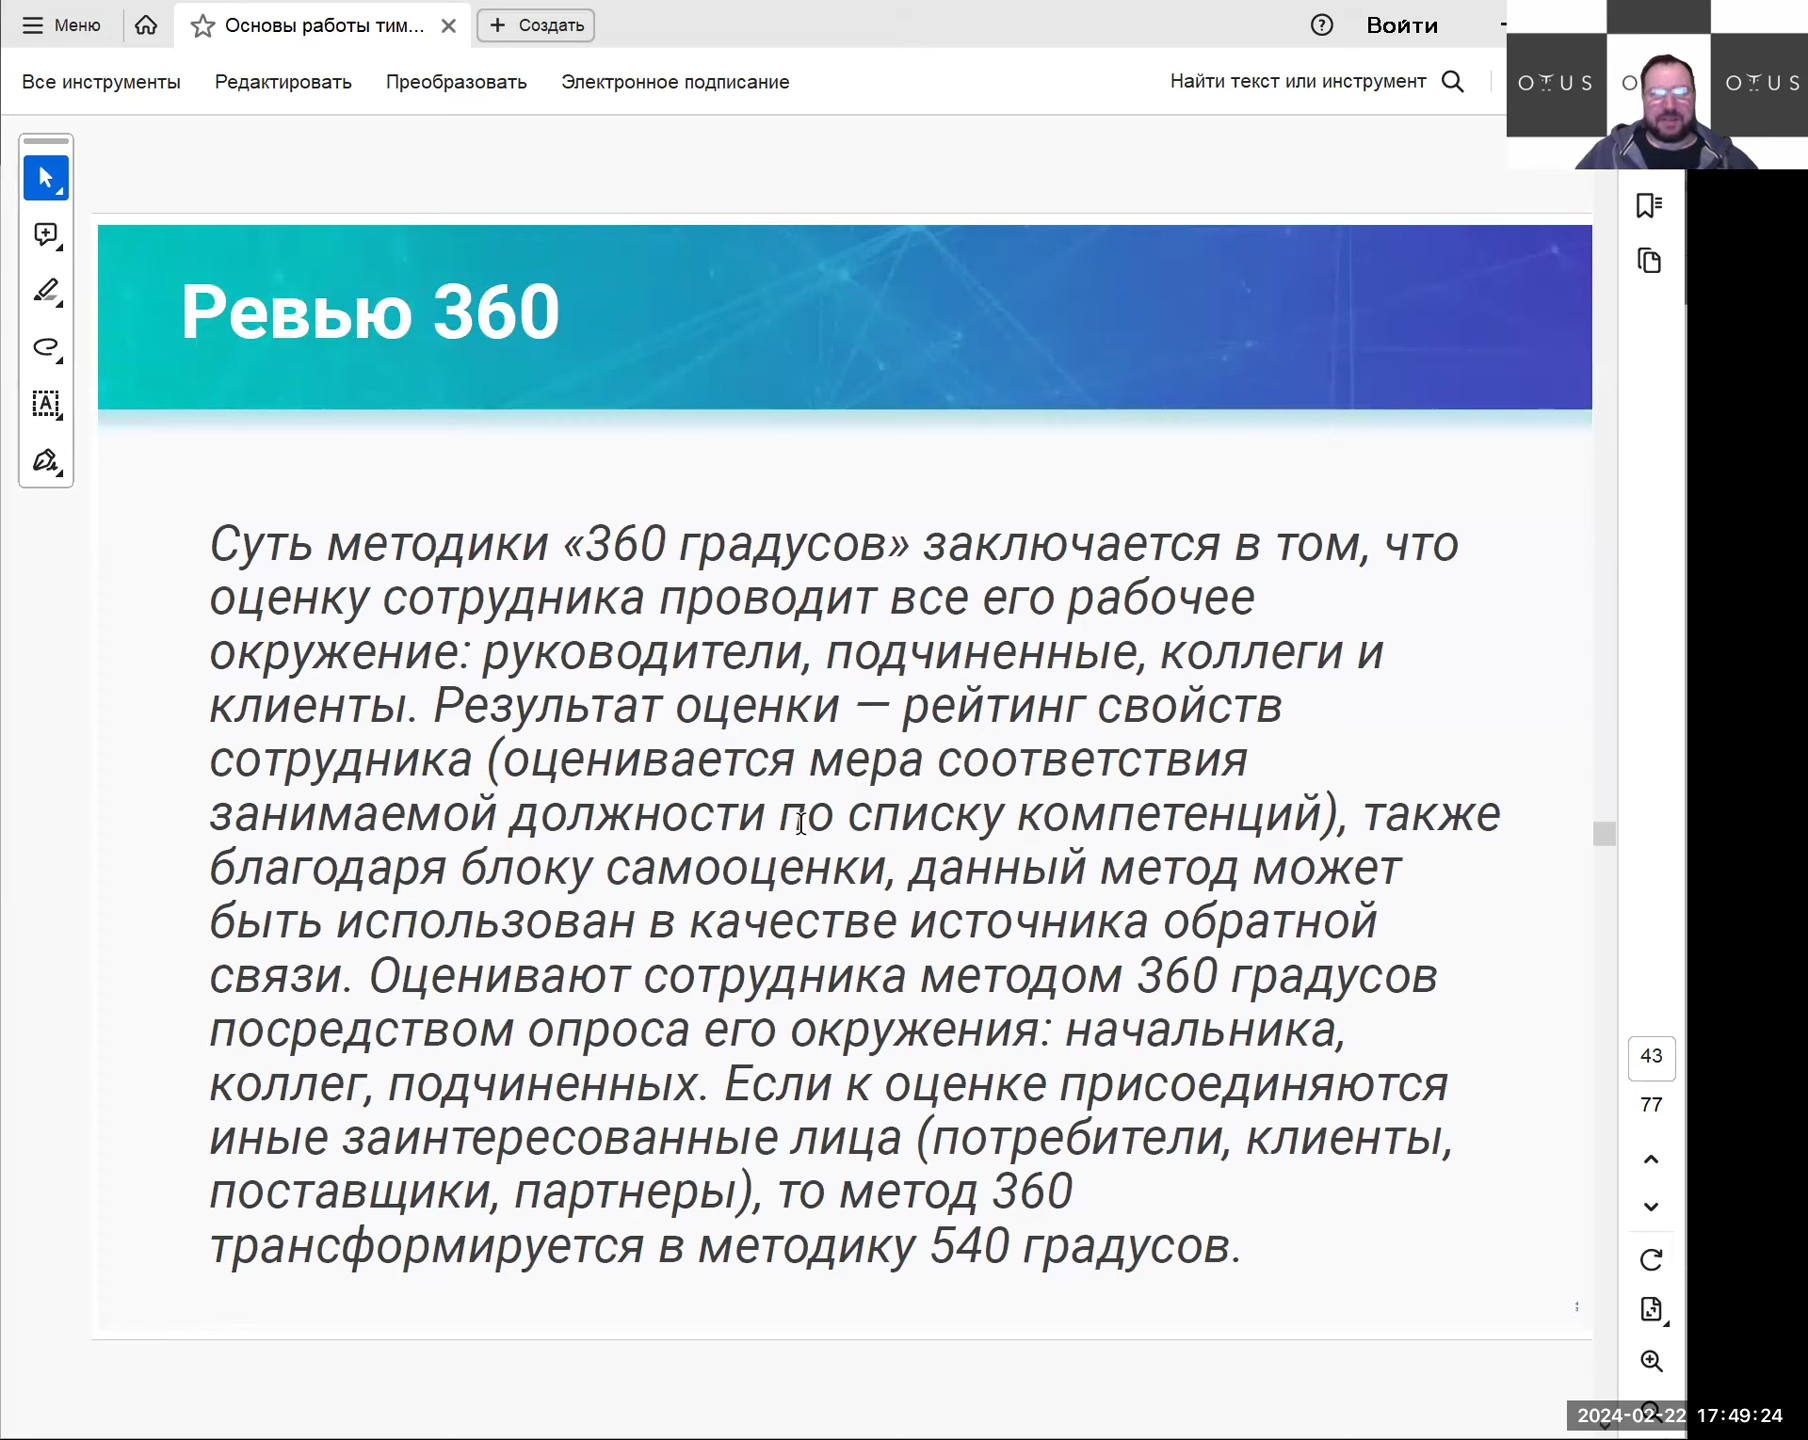 Меню
Основы работы тим...
Создать
Войти
Все инструменты
Редактировать
Преобразовать
Электронное подписание
Найти текст или инструмент
OTUS
O
OTUS
Ревью 360
Суть методики «360 градусов» заключается в том, что
оценку сотрудника проводит все его рабочее
окружение: руководители, подчиненные, коллеги и
клиенты. Результат оценки — рейтинг свойств
сотрудника (оценивается мера соответствия
занимаемой должности по списку компетенций), также
благодаря блоку самооценки, данный метод может
быть использован в качестве источника обратной
связи. Оценивают сотрудника методом 360 градусов
посредством опроса его окружения: начальника,
коллег, подчиненных. Если к оценке присоединяются
иные заинтересованные лица (потребители, клиенты,
поставщики, партнеры), то метод 360
трансформируется в методику 540 градусов.
43
77
2024-02-22 17:49:24